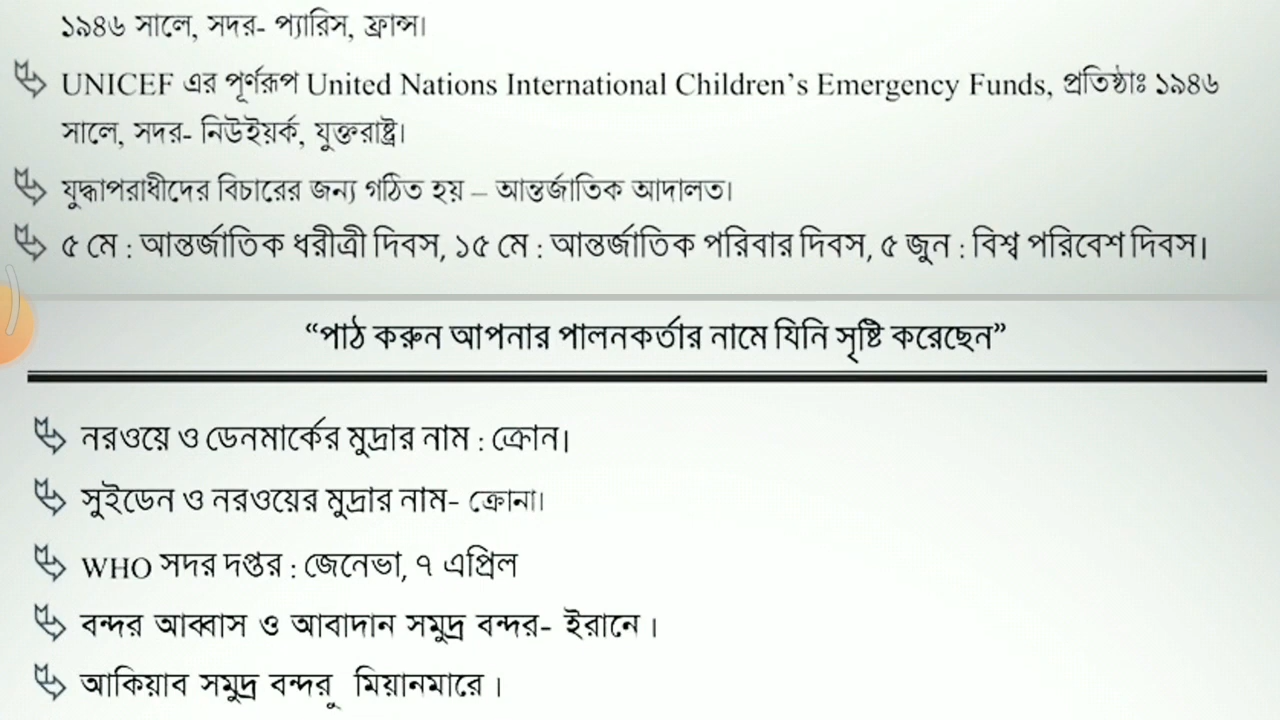 ১৯৪৬ সালে, সদর- প্যারিস, ফ্রান্স।
UNICEF এর পূর্ণরূপ United Nations International Children’s Emergency Funds, প্রতিষ্ঠাঃ ১৯৪৬
সালে, সদর- নিউইয়র্ক, যুক্তরাষ্ট্র।
যুদ্ধাপরাধীদের বিচারের জন্য গঠিত হয় – আন্তর্জাতিক আদালত।
৫ মে : আন্তর্জাতিক ধরীত্রী দিবস, ১৫ মে : আন্তর্জাতিক পরিবার দিবস, ৫ জুন : বিশ্ব পরিবেশ দিবস।
“পাঠ করুন আপনার পালনকর্তার নামে যিনি সৃষ্টি করেছেন”
নরওয়ে ও ডেনমার্কের মুদ্রার নাম : ক্রোন।
সুইডেন ও নরওয়ের মুদ্রার নাম- ক্রোনা।
WHO সদর দপ্তর : জেনেভা, ৭ এপ্রিল
বন্দর আব্বাস ও আবাদান সমুদ্র বন্দর- ইরানে ।
আকিয়াব সমুদ্র বন্দর মিয়ানমারে ।